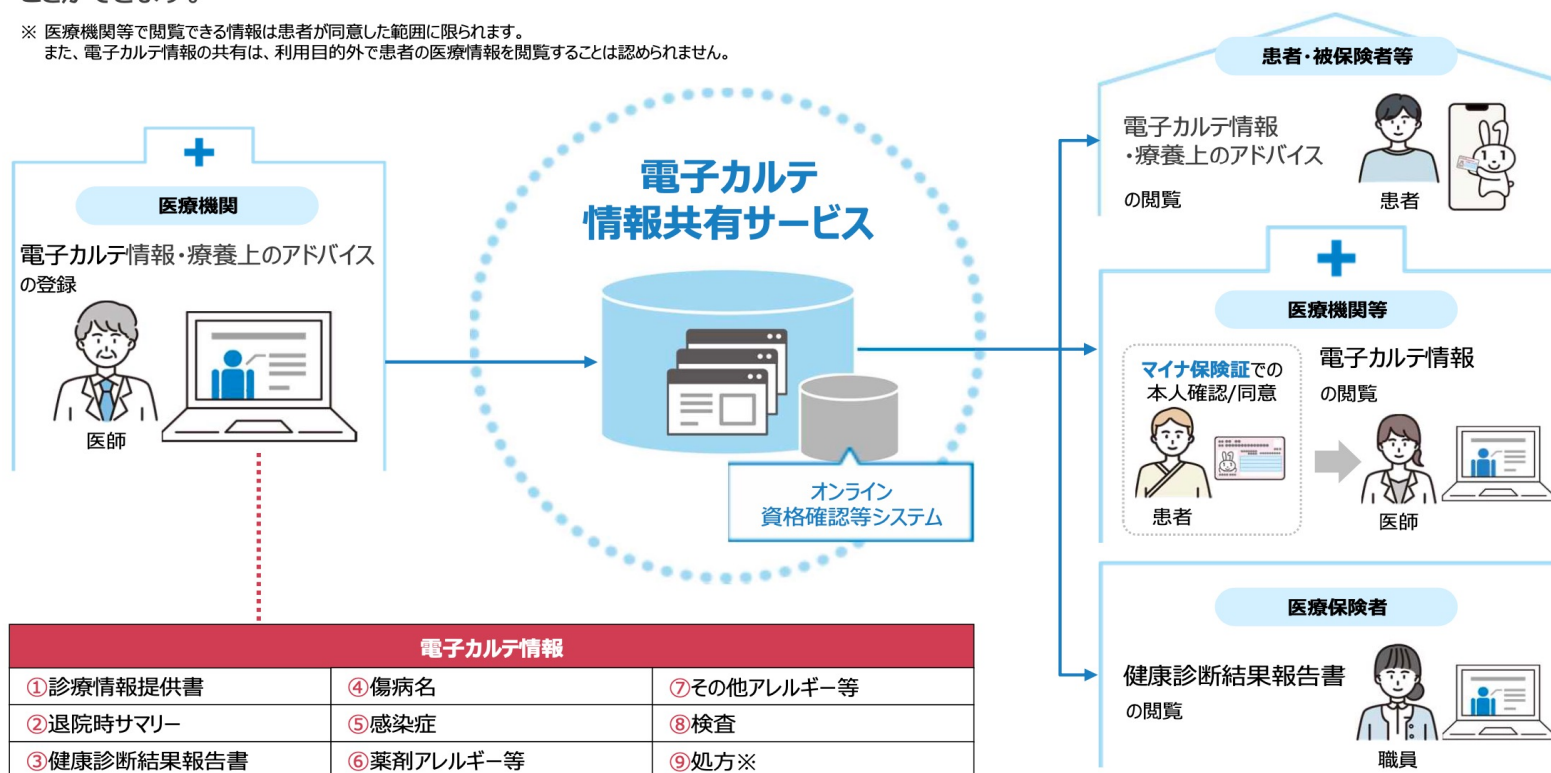 ことができます。
※ 医療機関等で閲覧できる情報は患者が同意した範囲に限られます。
また、電子カルテ情報の共有は、利用目的外で患者の医療情報を閲覧することは認められません。
医療機関
電子カルテ情報・療養上のアドバイス
の登録
医師
電子カルテ
情報共有サービス
オンライン
資格確認等システム
患者・被保険者等
電子カルテ情報
・療養上のアドバイス
の閲覧
患者
医療機関等
マイナ保険証での
本人確認/同意
患者
電子カルテ情報
の閲覧
医師
医療保険者
健康診断結果報告書
の閲覧
職員
電子カルテ情報
①診療情報提供書
④傷病名
⑦その他アレルギー等
②退院時サマリー
⑤感染症
⑧検査
③健康診断結果報告書
⑥薬剤アレルギー等
⑨処方※